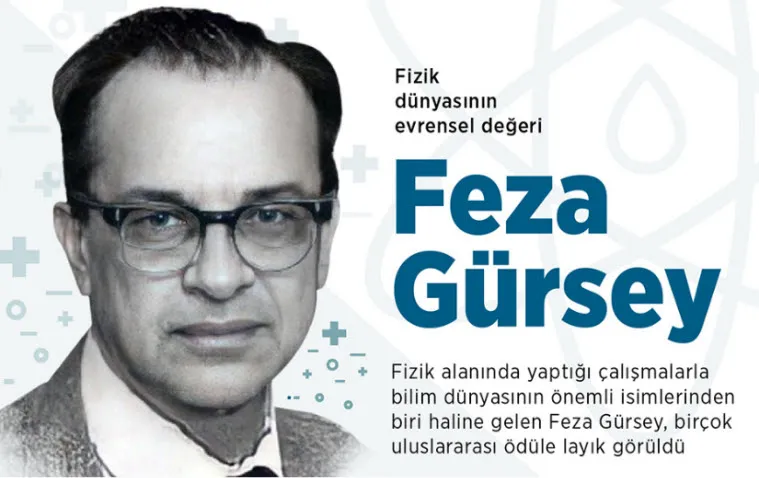 Fizik
dünyasının
evrensel değeri
Feza
Gürsey
Fizik alanında yaptığı çalışmalarla
bilim dünyasının önemli isimlerinden
biri haline gelen Feza Gürsey, birçok
uluslararası ödüle layık görüldü